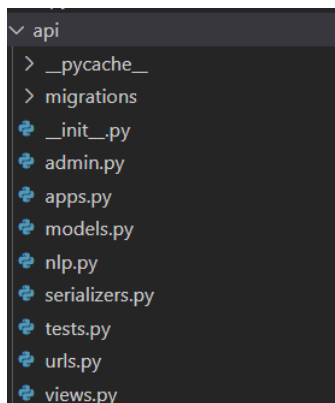 api
__pycache__
migrations
__init__.py
admin.py
apps.py
models.py
nlp.py
serializers.py
tests.py
urls.py
views.py